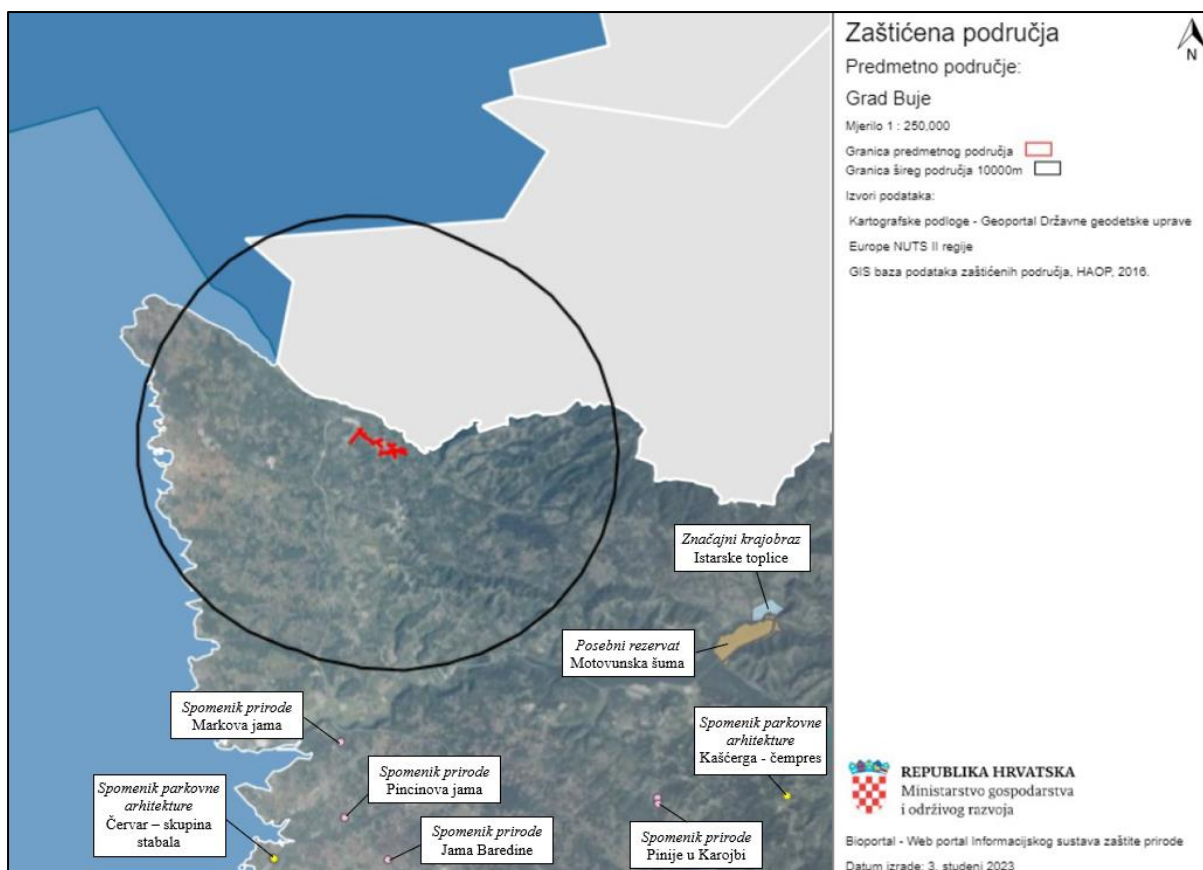 Zaštićena područja
N
Predmetno područje:
Grad Buje
Mjerilo 1 : 250,000
Granica predmetnog područja
Granica šireg područja 10000m
Izvori podataka:
Kartografske podloge - Geoportal Državne geodetske uprave
Europe NUTS II regije
GIS baza podataka zaštićenih područja, HAOP, 2016.
Značajni krajobraz
Istarske toplice
Posebni rezervat
Motovunska šuma
Spomenik prirode
Markova jama
Spomenik parkovne
arhitekture
Kašćerga - čempres
Spomenik prirode
Pincinova jama
Spomenik parkovne
arhitekture
Červar – skupina
stabala
Spomenik prirode
Jama Baredine
Spomenik prirode
Pinije u Karojbi
REPUBLIKA HRVATSKA
Ministarstvo gospodarstva
i održivog razvoja
Bioportal - Web portal Informacijskog sustava zaštite prirode
Datum izrade: 3. studeni 2023